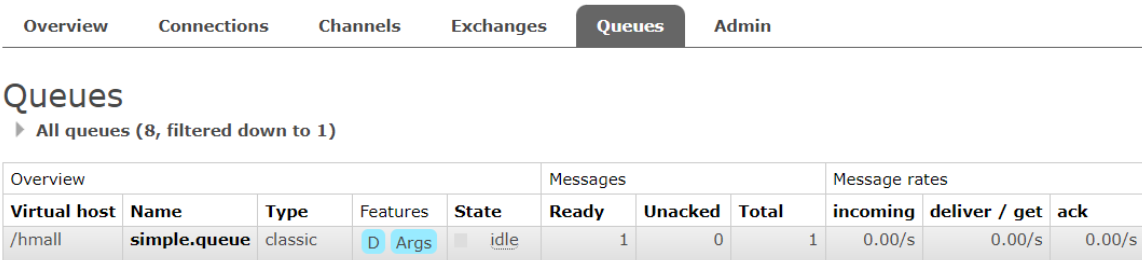 Overview Connections Channels Exchanges Queues Admin
Queues
All queues (8, filtered down to 1)
Overview Messages Message rates
Virtual host Name Type Features State Ready Unacked Total incoming deliver / get ack
/hmall simple.queue classic D Args idle 1 0 1 0.00/s 0.00/s 0.00/s